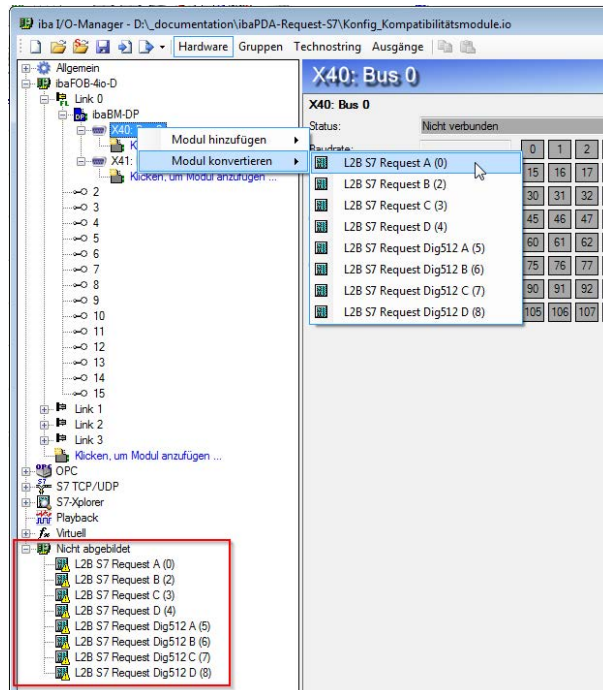 iba I/O-Manager - D:\_documentation\ibaPDA-Request-S7\Konfig_Kompatibilitätsmodule.io
Hardware Gruppen Technostring Ausgänge
Allgemein
ibaFOB-4io-D
Link 0
ibaBM-DP
X40:
X41:
Klicken, um Modul anzufügen ...
2
3
4
5
6
7
8
9
10
11
12
13
14
15
Link 1
Link 2
Link 3
Klicken, um Modul anzufügen ...
OPC
S7 TCP/UDP
S7-Xplorer
Playback
Virtuell
Nicht abgebildet
L2B S7 Request A (0)
L2B S7 Request B (2)
L2B S7 Request C (3)
L2B S7 Request D (4)
L2B S7 Request Dig512 A (5)
L2B S7 Request Dig512 B (6)
L2B S7 Request Dig512 C (7)
L2B S7 Request Dig512 D (8)
Modul hinzufügen
Modul konvertieren
L2B S7 Request A (0)
L2B S7 Request B (2)
L2B S7 Request C (3)
L2B S7 Request D (4)
L2B S7 Request Dig512 A (5)
L2B S7 Request Dig512 B (6)
L2B S7 Request Dig512 C (7)
L2B S7 Request Dig512 D (8)
X40: Bus 0
X40: Bus 0
Status: Nicht verbunden
0 1 2
15 16 17
30 31 32
45 46 47
60 61 62
75 76 77
90 91 92
105 106 107